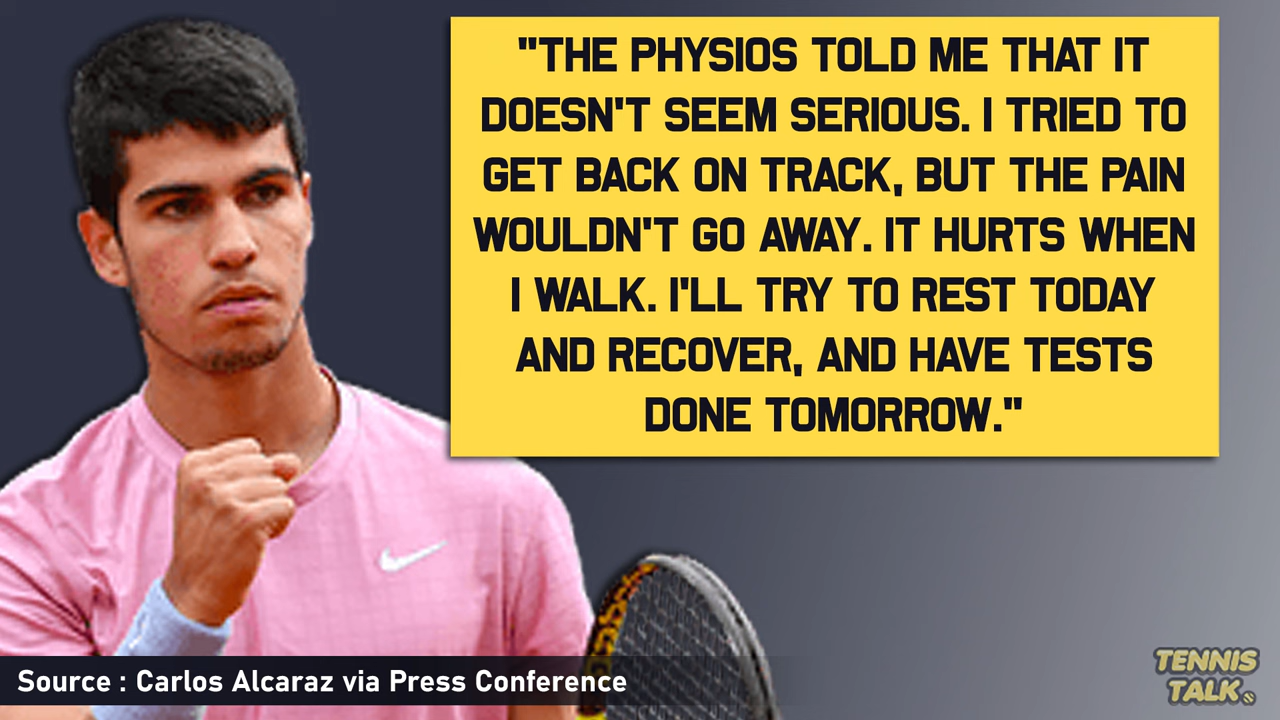 "THE PHYSIOS TOLD ME THAT IT
DOESN'T SEEM SERIOUS. I TRIED TO
GET BACK ON TRACK, BUT THE PAIN
WOULDN'T GO AWAY. IT HURTS WHEN
I WALK. I'LL TRY TO REST TODAY
AND RECOVER, AND HAVE TESTS
DONE TOMORROW."
Source : Carlos Alcaraz via Press Conference
TENNIS
TALK